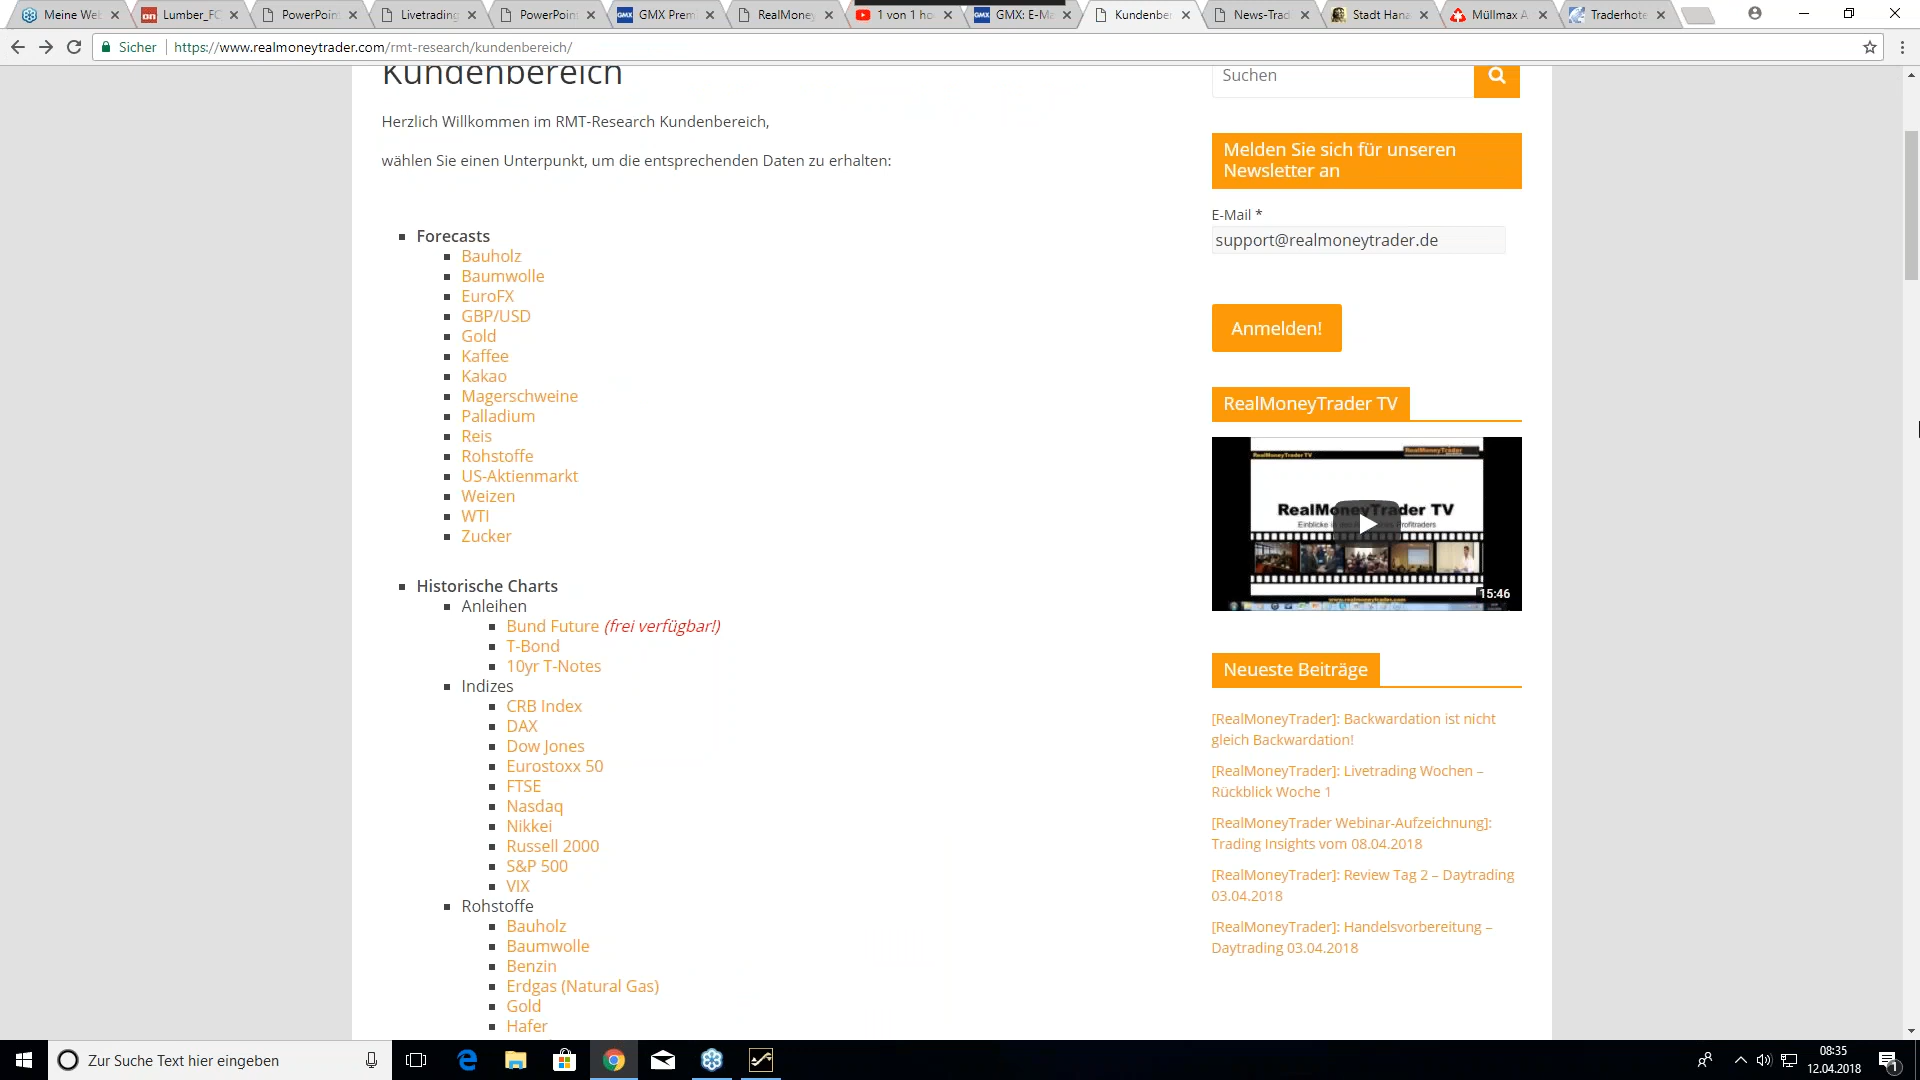 Meine Web
Lumber_FC
PowerPoin
Livetrading
PowerPoin
GMX Prem
RealMoney
1 von 1 ho
GMX: E-Ma
Kundenber
News-Trad
Stadt Hana
Müllmax A
Traderhote
Sicher
https://www.realmoneytrader.com/rmt-research/kundenbereich/
Kundenbereich
Herzlich Willkommen im RMT-Research Kundenbereich,
wählen Sie einen Unterpunkt, um die entsprechenden Daten zu erhalten:
Forecasts
Bauholz
Baumwolle
EuroFX
GBP/USD
Gold
Kaffee
Kakao
Magerschweine
Palladium
Reis
Rohstoffe
US-Aktienmarkt
Weizen
WTI
Zucker
Historische Charts
Anleihen
Bund Future (frei verfügbar!)
T-Bond
10yr T-Notes
Indizes
CRB Index
DAX
Dow Jones
Eurostoxx 50
FTSE
Nasdaq
Nikkei
Russell 2000
S&P 500
VIX
Rohstoffe
Bauholz
Baumwolle
Benzin
Erdgas (Natural Gas)
Gold
Hafer
Suchen
Melden Sie sich für unseren
Newsletter an
E-Mail *
support@realmoneytrader.de
Anmelden!
RealMoneyTrader TV
RealMoneyTrader TV
RealMoneyTrader
RealMoneyTrader TV
www.realmoneytrader.com
15:46
Neueste Beiträge
[RealMoneyTrader]: Backwardation ist nicht
gleich Backwardation!
[RealMoneyTrader]: Livetrading Wochen –
Rückblick Woche 1
[RealMoneyTrader Webinar-Aufzeichnung]:
Trading Insights vom 08.04.2018
[RealMoneyTrader]: Review Tag 2 – Daytrading
03.04.2018
[RealMoneyTrader]: Handelsvorbereitung –
Daytrading 03.04.2018
Zur Suche Text hier eingeben
08:35
12.04.2018
1